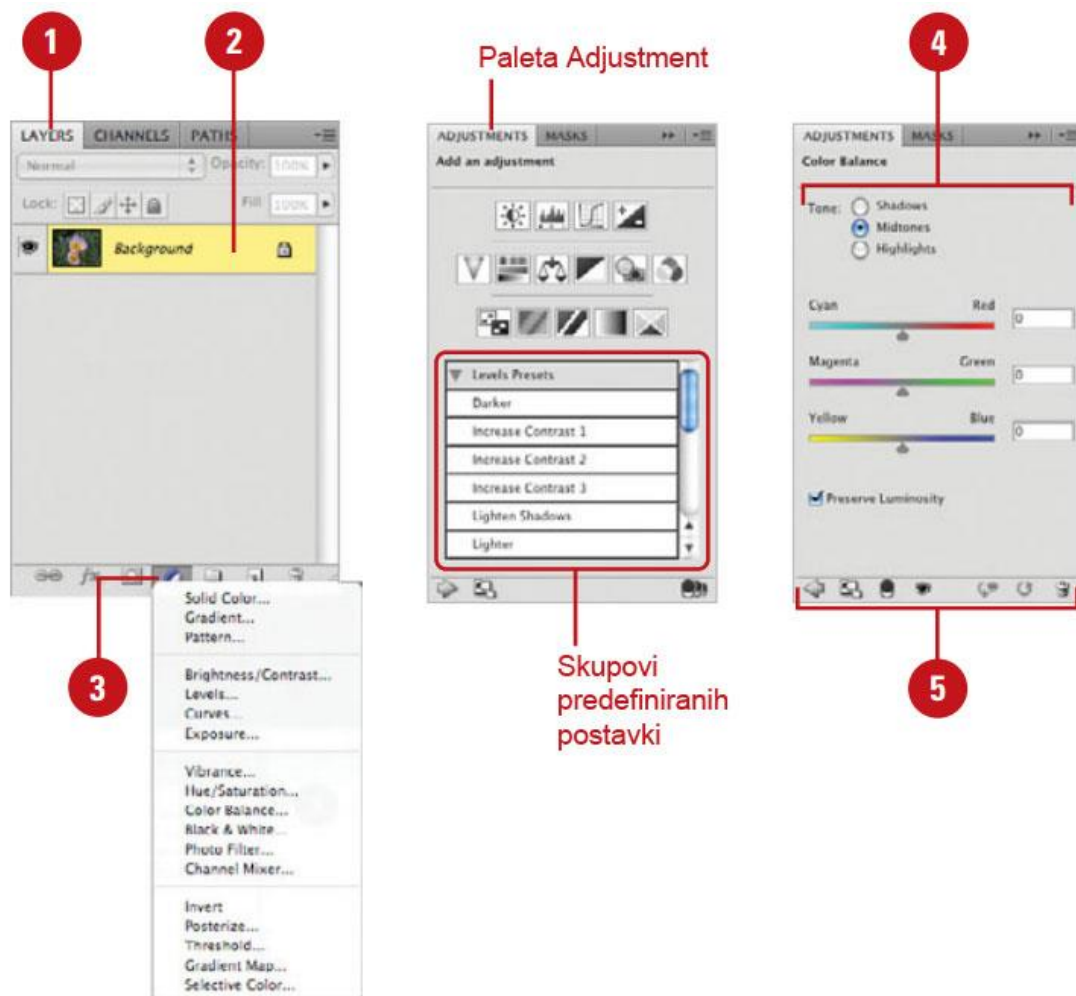 1
2
LAYERS CHANNELS PATHS
Normal Opacity: 100%
Lock: Fill 100%
Background
3
Solid Color...
Gradient...
Pattern...
Brightness/Contrast...
Levels...
Curves...
Exposure...
Vibrance...
Hue/Saturation...
Color Balance...
Black & White...
Photo Filter...
Channel Mixer...
Invert
Posterize...
Threshold...
Gradient Map...
Selective Color...
Paleta Adjustment
ADJUSTMENTS MASKS
Add an adjustment
Levels Presets
Darker
Increase Contrast 1
Increase Contrast 2
Increase Contrast 3
Lighten Shadows
Lighter
Skupovi
predefiniranih
postavki
4
ADJUSTMENTS MASKS
Color Balance
Tone: Shadows
Midtones
Highlights
Cyan Red 0
Magenta Green 0
Yellow Blue 0
Preserve Luminosity
5